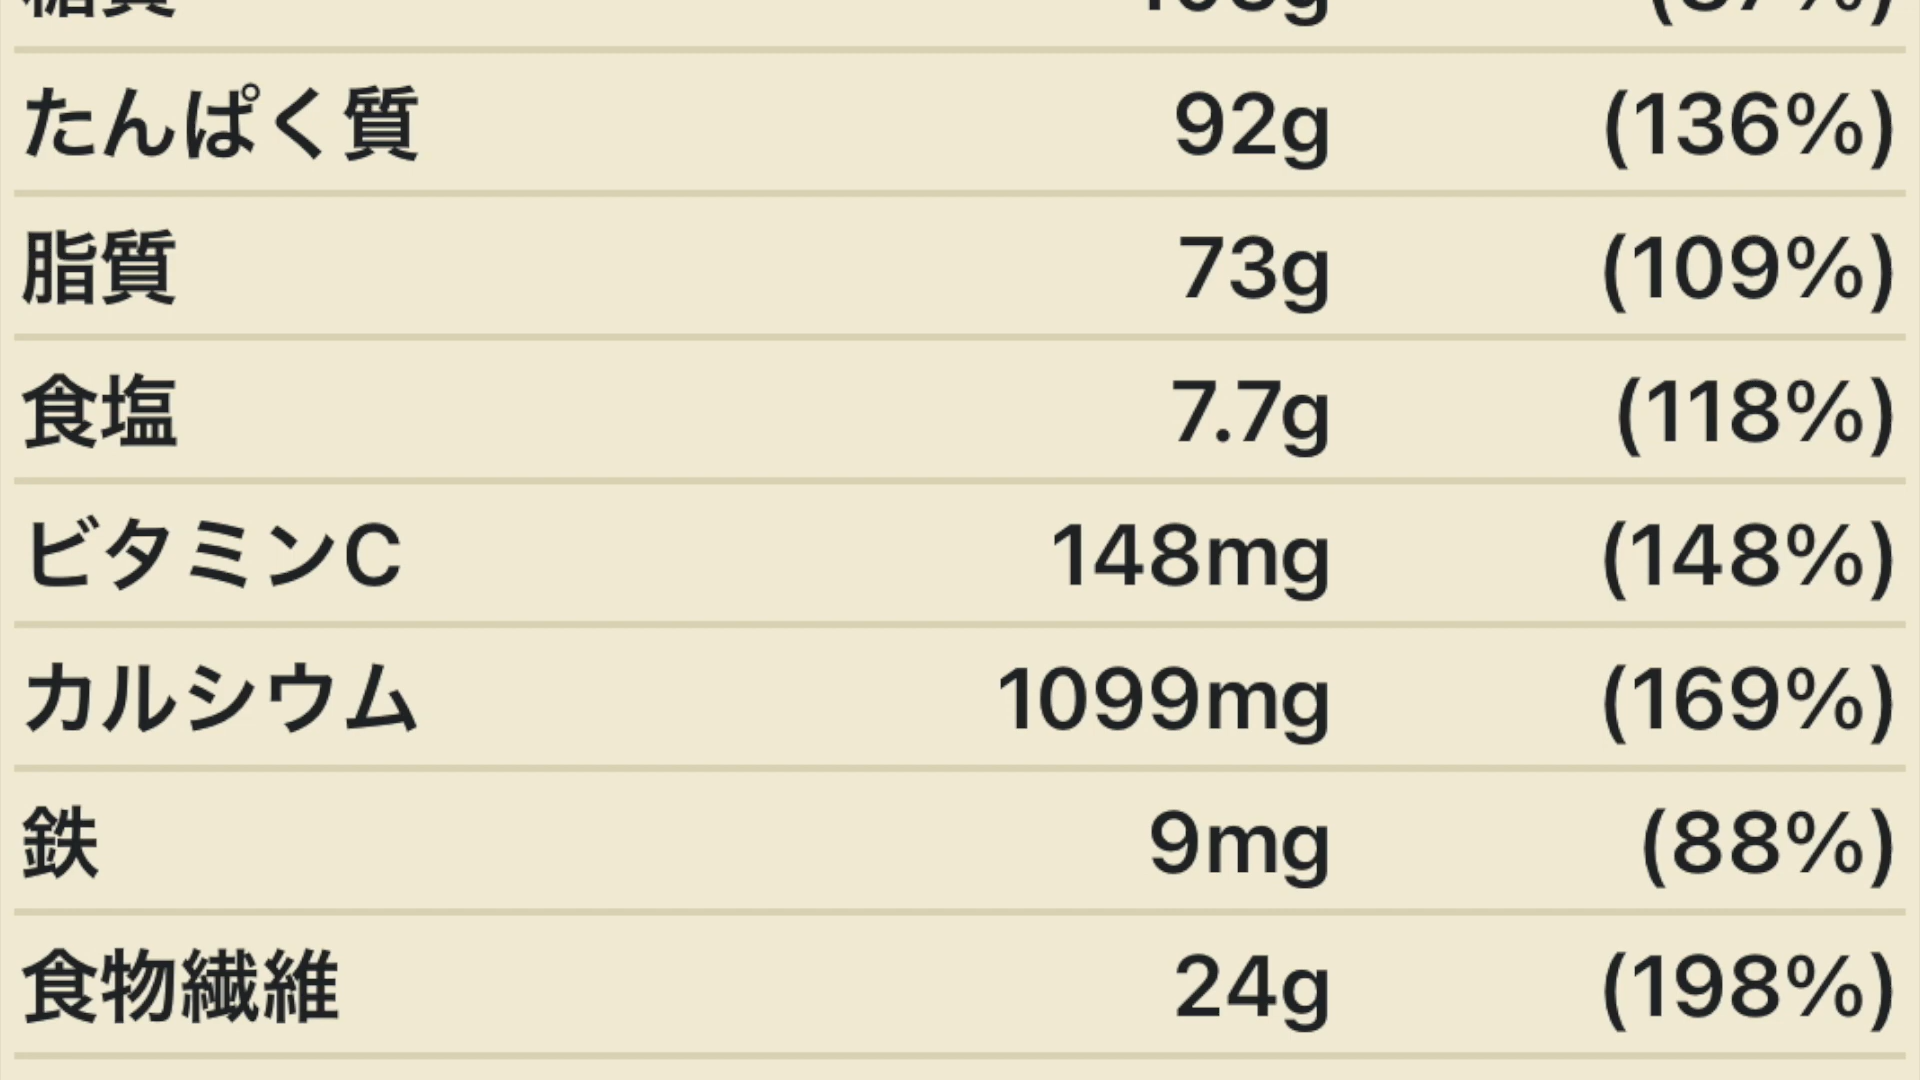 たんぱく質 92g (136%)
脂質 73g (109%)
食塩 7.7g (118%)
ビタミンC 148mg (148%)
カルシウム 1099mg (169%)
鉄 9mg (88%)
食物繊維 24g (198%)